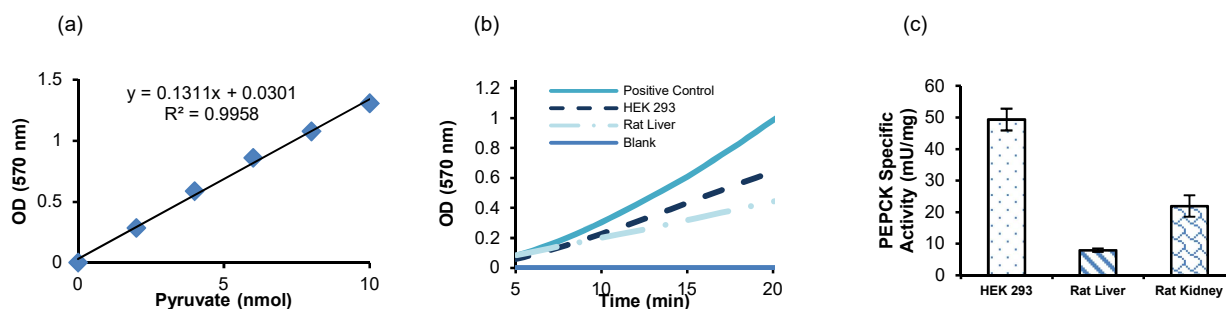 (a)
OD (570 nm)
1.5
1
0.5
0
y = 0.1311x + 0.0301
R² = 0.9958
0
5
10
Pyruvate (nmol)
(b)
OD (570 nm)
1.2
1
0.8
0.6
0.4
0.2
0
Positive Control
HEK 293
Rat Liver
Blank
5
10
15
20
Time (min)
(c)
PEPCK Specific
Activity (mU/mg)
60
50
40
30
20
10
0
HEK 293
Rat Liver
Rat Kidney